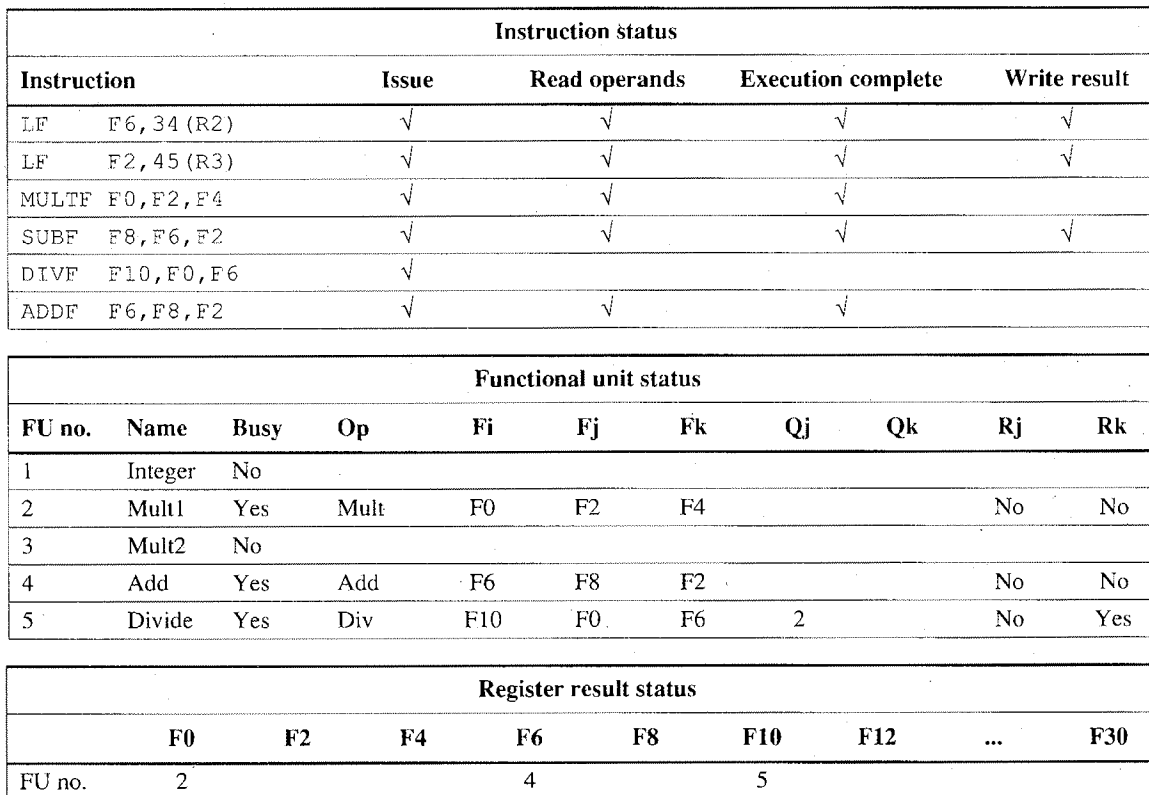 Instruction status
Instruction Issue Read operands Execution complete Write result
LF F6,34(R2) √ √ √ √
LF F2,45(R3) √ √ √ √
MULTF F0,F2,F4 √ √ √
SUBF F8,F6,F2 √ √ √ √
DIVF F10,F0,F6 √
ADDF F6,F8,F2 √ √ √
Functional unit status
FU no. Name Busy Op Fi Fj Fk Qj Qk Rj Rk
1 Integer No
2 Mult1 Yes Mult F0 F2 F4 No No
3 Mult2 No
4 Add Yes Add F6 F8 F2 No No
5 Divide Yes Div F10 F0 F6 2 No Yes
Register result status
F0 F2 F4 F6 F8 F10 F12 ... F30
FU no. 2 4 5